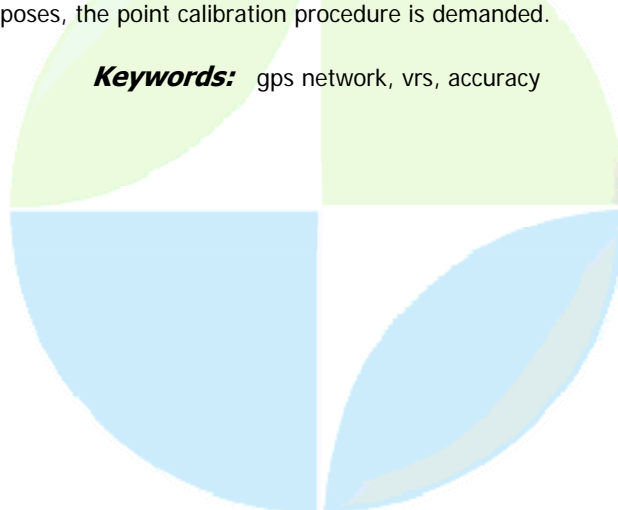 poses, the point calibration procedure is demanded.
Keywords: gps network, vrs, accuracy